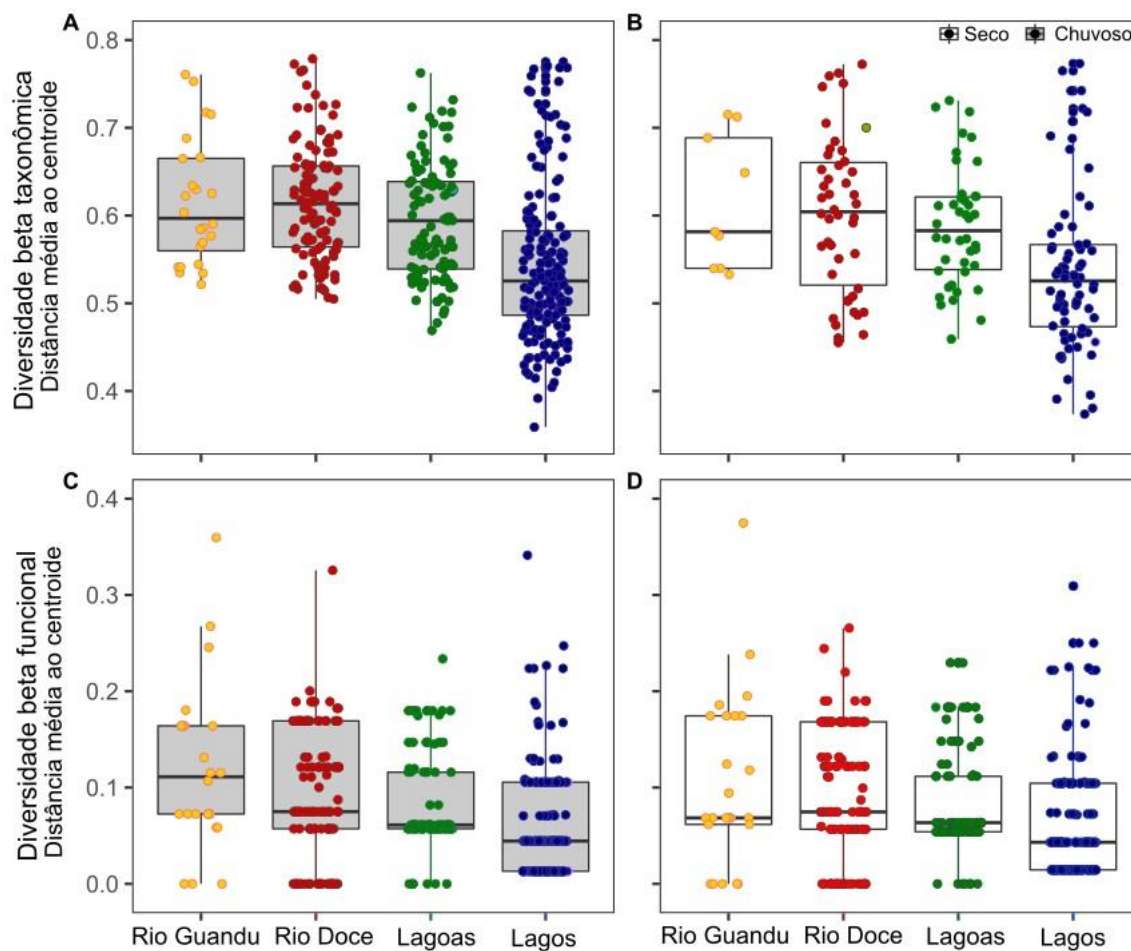 A
B
Seco
Chuvoso
Diversidade beta taxonômica
Distância média ao centroide
0.8
0.7
0.6
0.5
0.4
C
D
Diversidade beta funcional
Distância média ao centroide
0.4
0.3
0.2
0.1
0.0
Rio Guandu
Rio Doce
Lagoas
Lagos
Rio Guandu
Rio Doce
Lagoas
Lagos